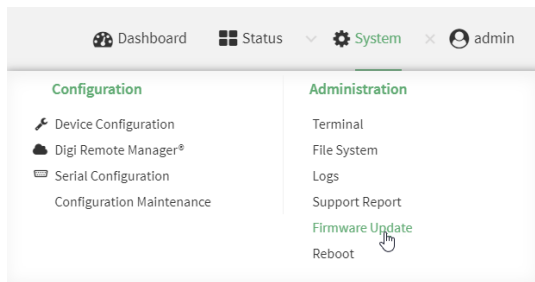 Dashboard Status System admin
Configuration
Device Configuration
Digi Remote Manager®
Serial Configuration
Configuration Maintenance
Administration
Terminal
File System
Logs
Support Report
Firmware Update
Reboot